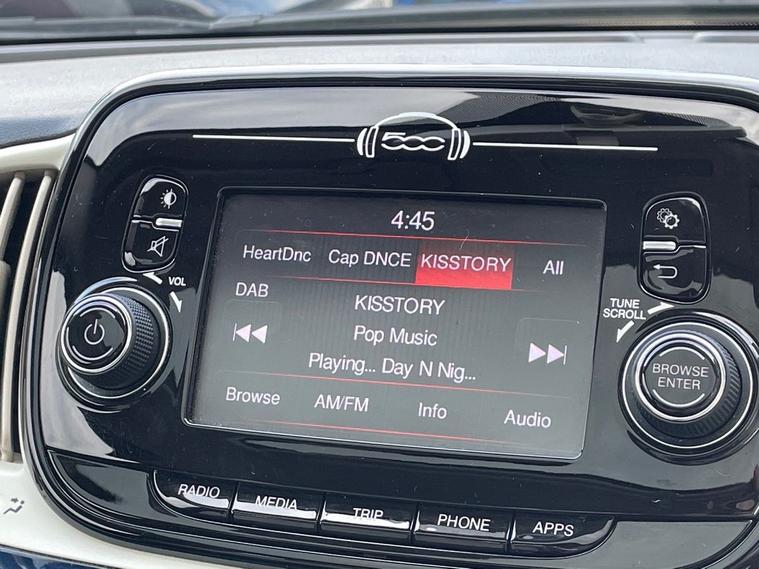 500
4:45
HeartDnc Cap DNCE KISSTORY All
DAB
KISSTORY
Pop Music
Playing... Day N Nig...
Browse AM/FM Info Audio
VOL
TUNE
SCROLL
BROWSE
ENTER
RADIO MEDIA TRIP PHONE APPS